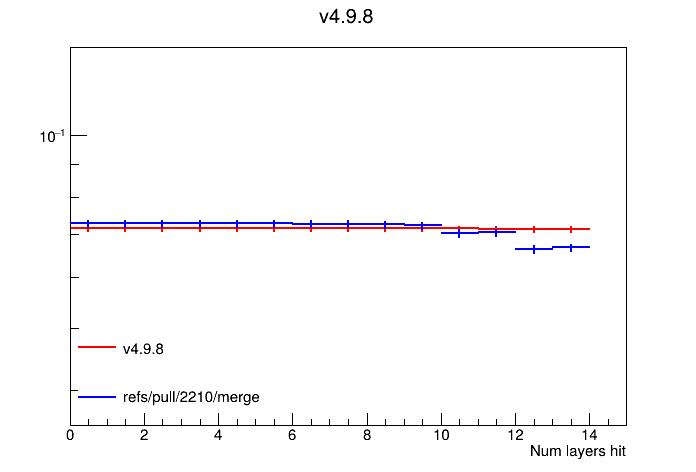 v4.9.8
10⁻¹
v4.9.8
refs/pull/2210/merge
0 2 4 6 8 10 12 14
Num layers hit